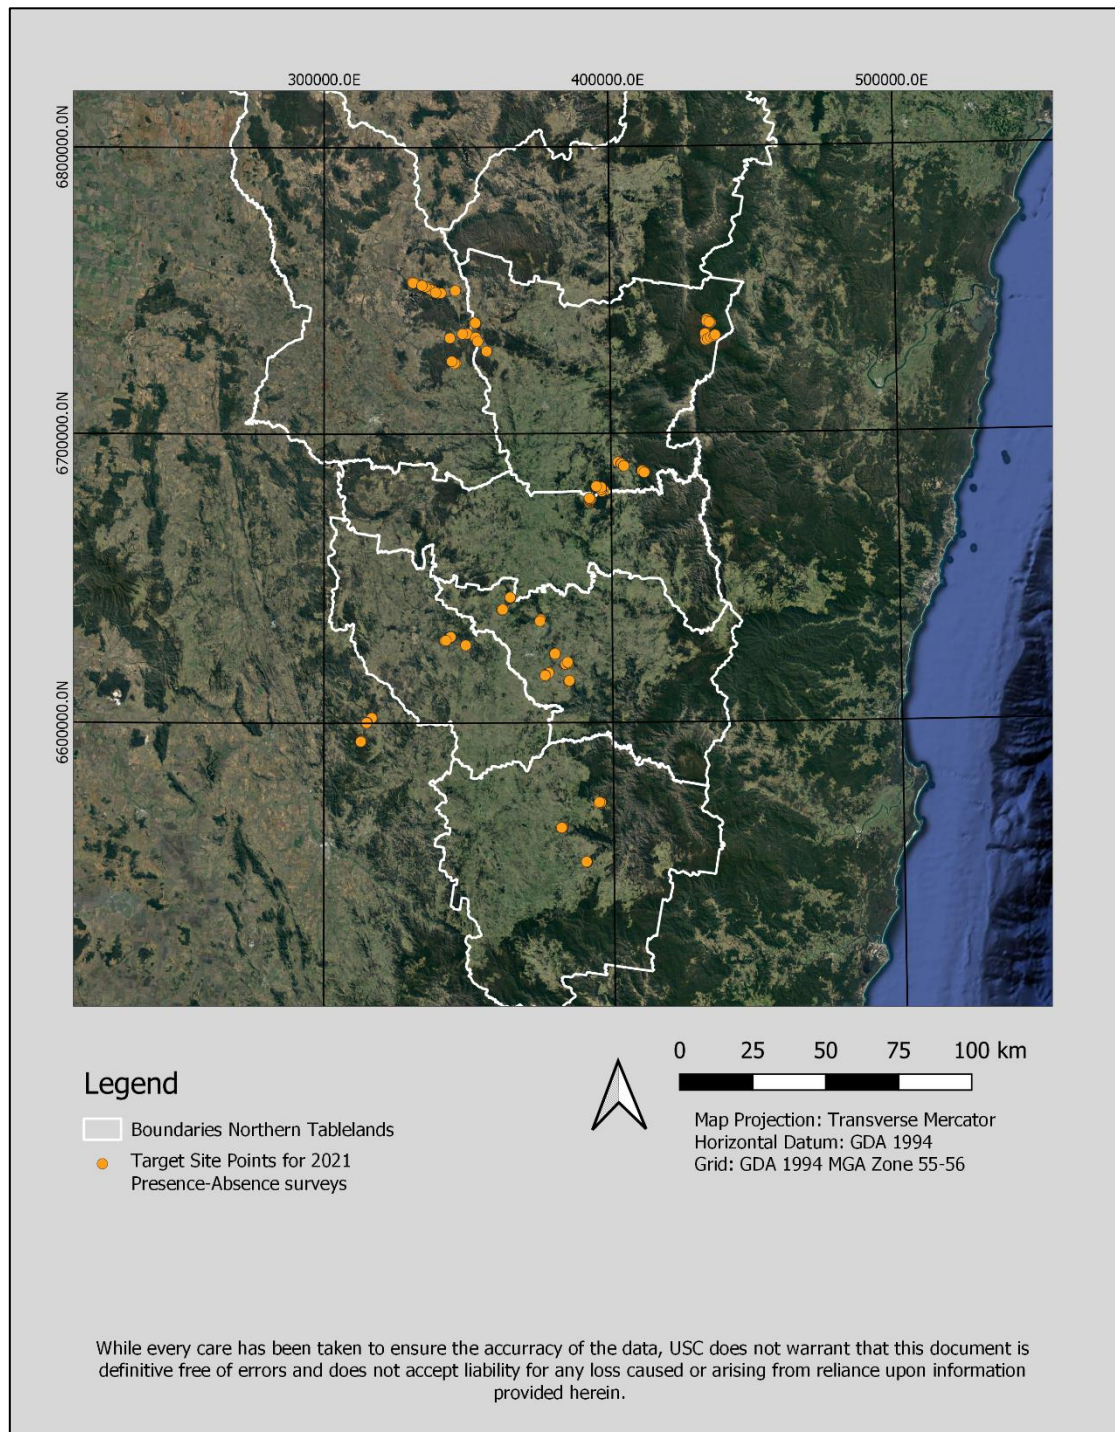 300000.0E 400000.0E 500000.0E
6800000.0N
6700000.0N
6600000.0N
0 25 50 75 100 km
Legend
Boundaries Northern Tablelands
Target Site Points for 2021
Presence-Absence surveys
Map Projection: Transverse Mercator
Horizontal Datum: GDA 1994
Grid: GDA 1994 MGA Zone 55-56
While every care has been taken to ensure the accurracy of the data, USC does not warrant that this document is
definitive free of errors and does not accept liability for any loss caused or arising from reliance upon information
provided herein.